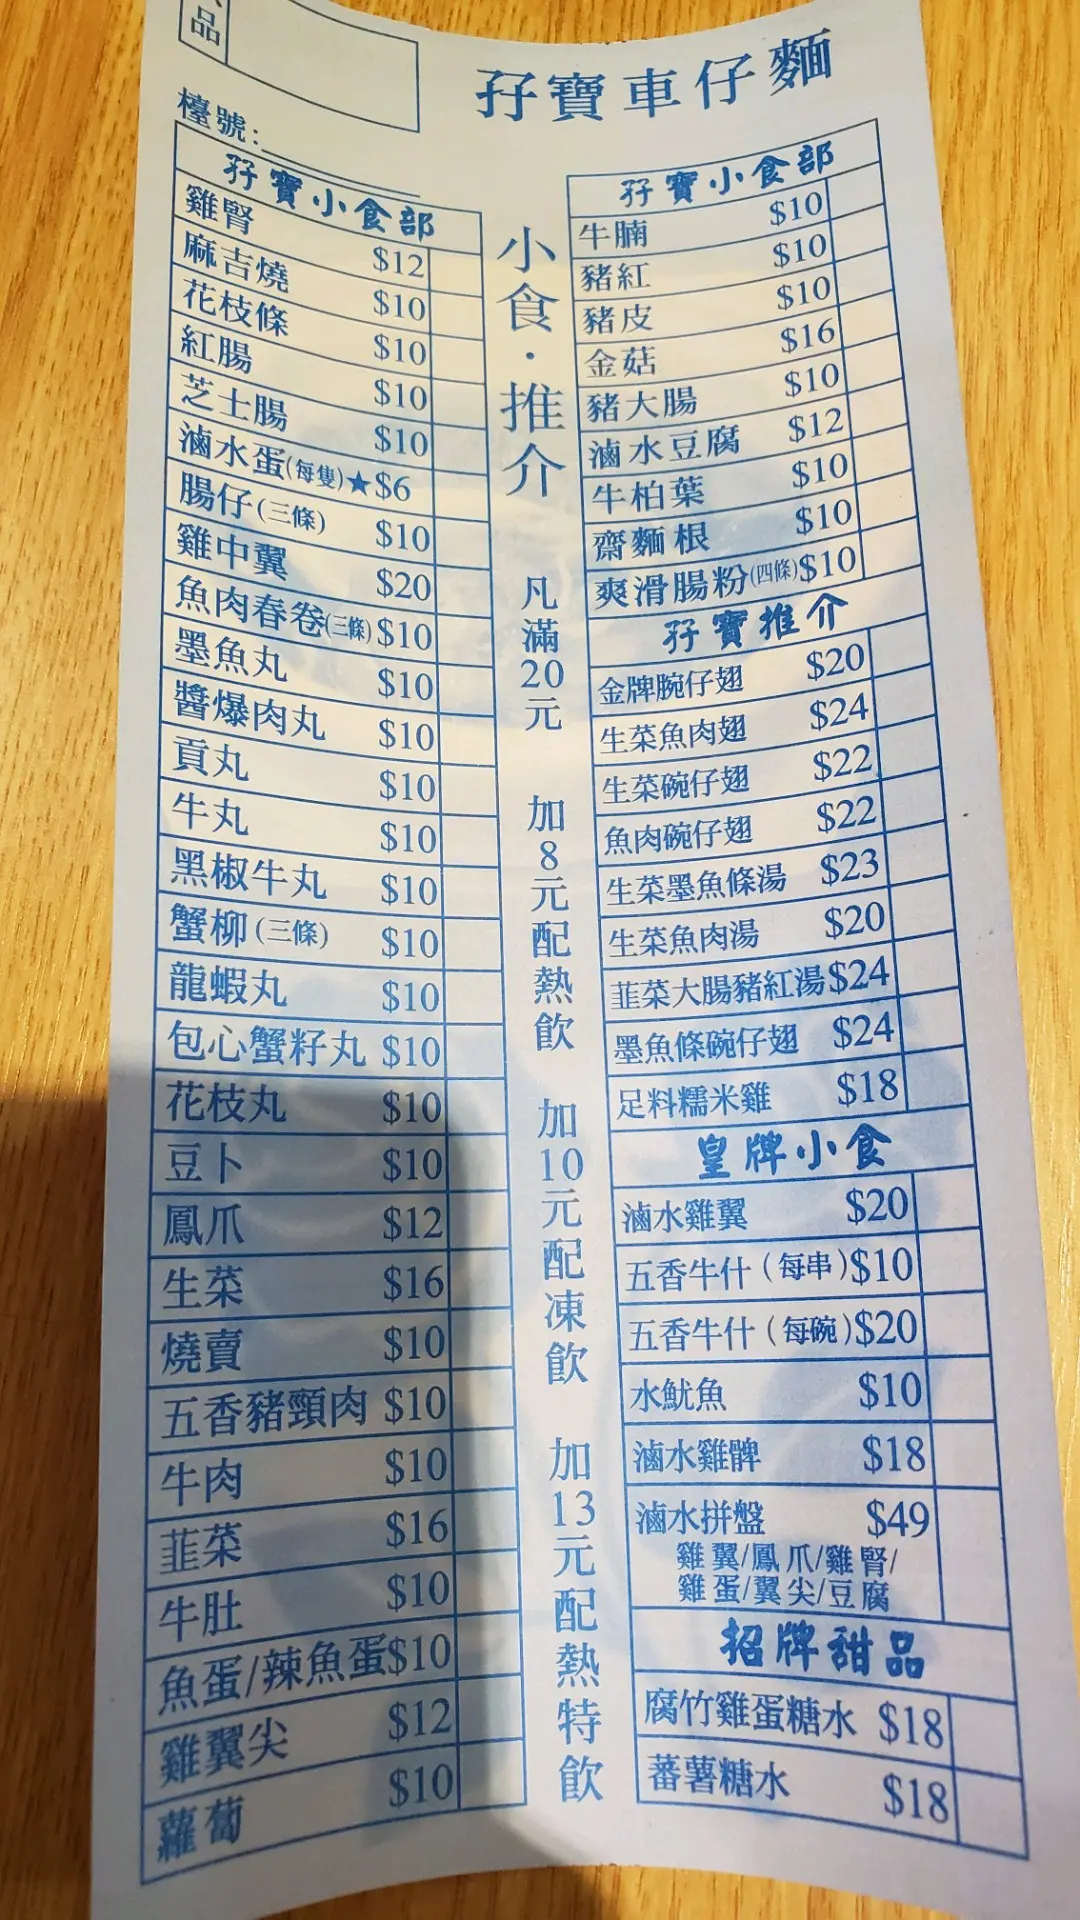 品
檯號:
孖寶車仔麵
孖寶小食部
雞腎 $12
麻吉燒 $10
花枝條 $10
紅腸 $10
芝士腸 $10
滷水蛋(每隻)★$6
腸仔(三條) $10
雞中翼 $20
魚肉春卷(三條)$10
墨魚丸 $10
醬爆肉丸 $10
貢丸 $10
牛丸 $10
黑椒牛丸 $10
蟹柳(三條) $10
龍蝦丸 $10
包心蟹籽丸 $10
花枝丸 $10
豆卜 $10
鳳爪 $12
生菜 $16
燒賣 $10
五香豬頸肉 $10
牛肉 $10
韮菜 $16
牛肚 $10
魚蛋/辣魚蛋$10
雞翼尖 $12
蘿蔔 $10
小食·推介 凡滿20元 加8元配熱飲 加10元配凍飲 加13元配熱特飲
孖寶小食部
牛腩 $10
豬紅 $10
豬皮 $10
金菇 $16
豬大腸 $10
滷水豆腐 $12
牛柏葉 $10
齋麵根 $10
爽滑腸粉(四條)$10
孖寶推介
金牌腕仔翅 $20
生菜魚肉翅 $24
生菜碗仔翅 $22
魚肉碗仔翅 $22
生菜墨魚條湯 $23
生菜魚肉湯 $20
韮菜大腸豬紅湯$24
墨魚條碗仔翅 $24
足料糯米雞 $18
皇牌小食
滷水雞翼 $20
五香牛什(每串)$10
五香牛什(每碗)$20
水魷魚 $10
滷水雞髀 $18
滷水拼盤 $49
雞翼/鳳爪/雞腎/
雞蛋/翼尖/豆腐
招牌甜品
腐竹雞蛋糖水 $18
蕃薯糖水 $18